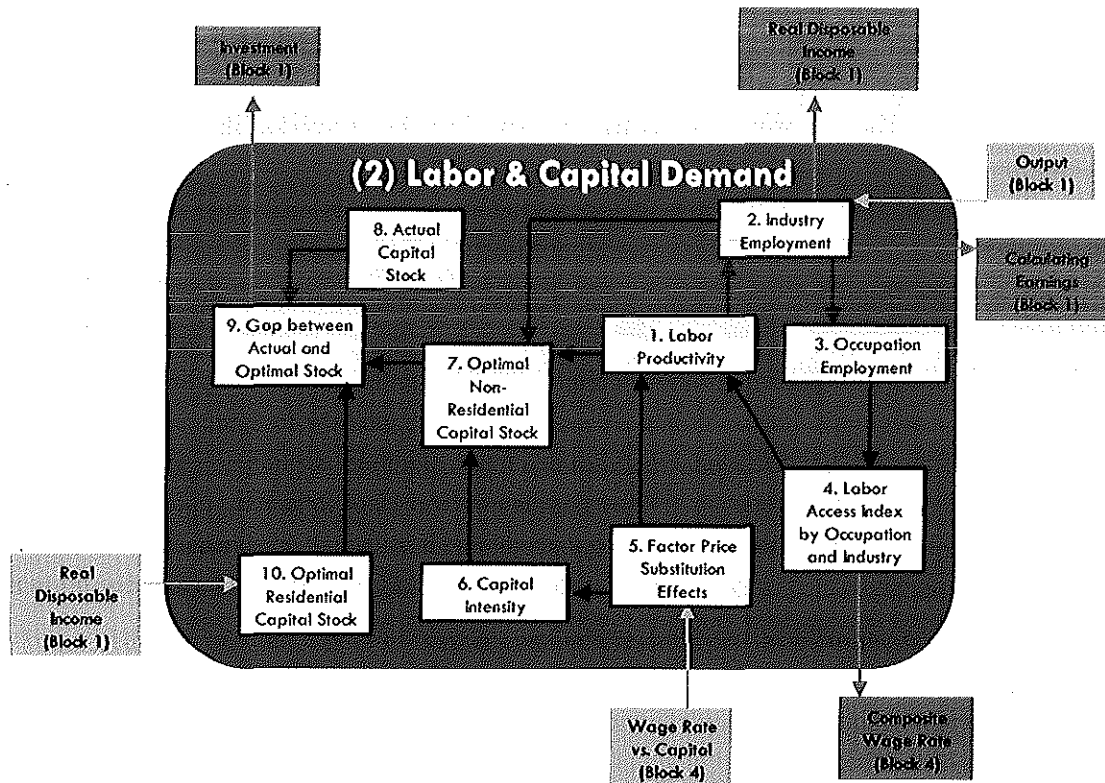 Investment
(Block 1)
Real Disposable
Income
(Block 1)
(2) Labor & Capital Demand
Output
(Block 1)
2. Industry
Employment
8. Actual
Capital
Stock
Calculating
Earnings
(Block 1)
9. Gap between
Actual and
Optimal Stock
1. Labor
Productivity
3. Occupation
Employment
7. Optimal
Non-
Residential
Capital Stock
4. Labor
Access Index
by Occupation
and Industry
5. Factor Price
Substitution
Effects
Real
Disposable
Income
(Block 1)
10. Optimal
Residential
Capital Stock
6. Capital
Intensity
Wage Rate
vs. Capital
(Block 4)
Composite
Wage Rate
(Block 4)